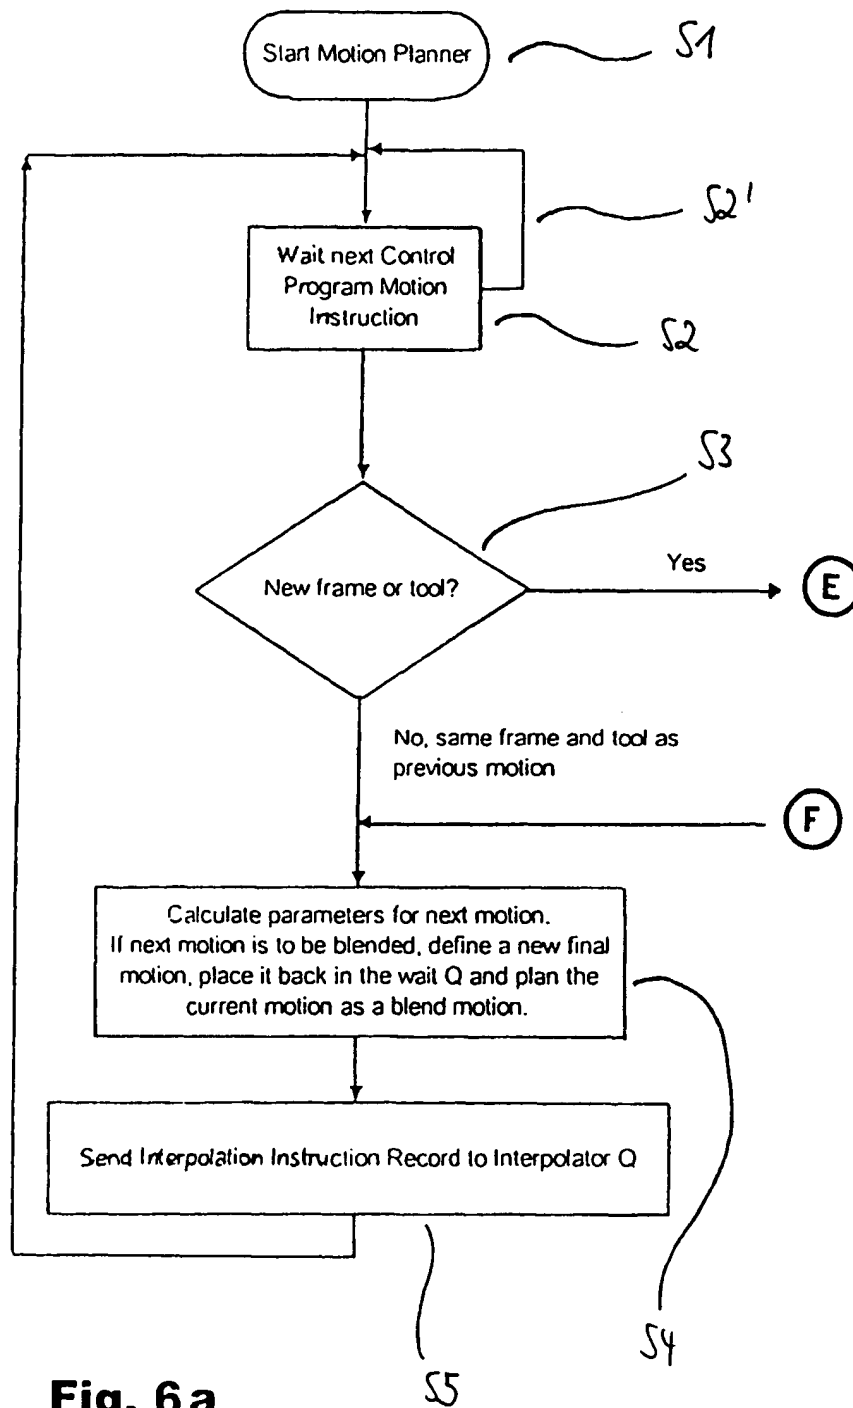 Start Motion Planner
S1
S2'
Wait next Control
Program Motion
Instruction
S2
S3
New frame or tool?
Yes
E
No, same frame and tool as
previous motion
F
Calculate parameters for next motion.
If next motion is to be blended, define a new final
motion, place it back in the wait Q and plan the
current motion as a blend motion.
Send Interpolation Instruction Record to Interpolator Q
S4
S5
Fig. 6a